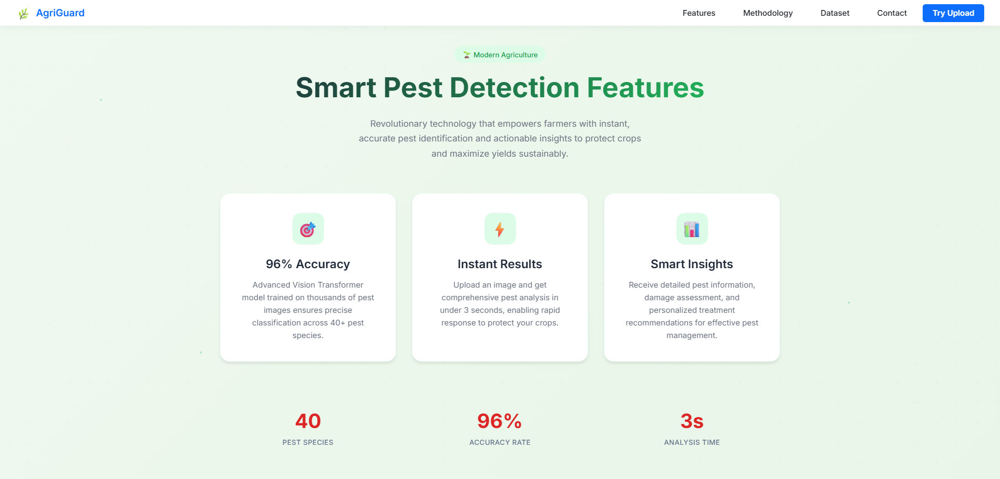 AgriGuard
Features
Methodology
Dataset
Contact
Try Upload
Modern Agriculture
Smart Pest Detection Features
Revolutionary technology that empowers farmers with instant,
accurate pest identification and actionable insights to protect crops
and maximize yields sustainably.
96% Accuracy
Advanced Vision Transformer
model trained on thousands of pest
images ensures precise
classification across 40+ pest
species.
Instant Results
Upload an image and get
comprehensive pest analysis in
under 3 seconds, enabling rapid
response to protect your crops.
Smart Insights
Receive detailed pest information,
damage assessment, and
personalized treatment
recommendations for effective pest
management.
40
PEST SPECIES
96%
ACCURACY RATE
3s
ANALYSIS TIME